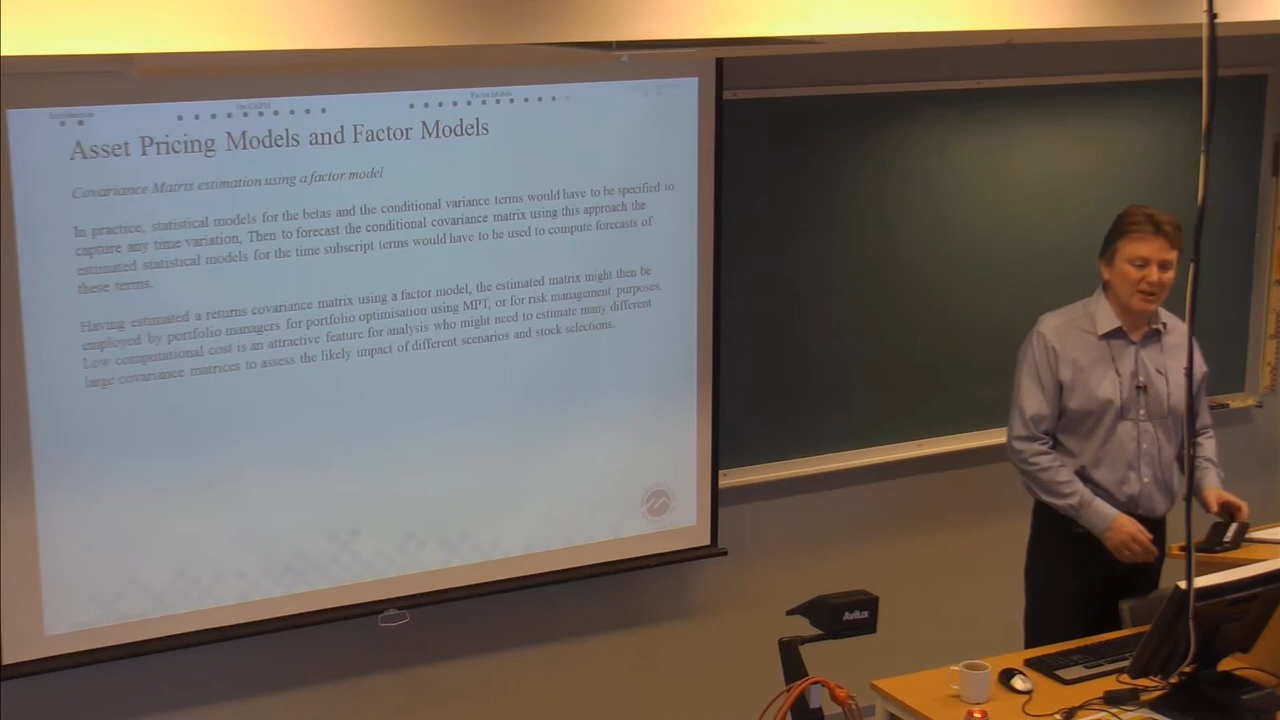 Introduction
the CAPM
Factor Models
Asset Pricing Models and Factor Models
Covariance Matrix estimation using a factor model
In practice, statistical models for the betas and the conditional variance terms would have to be specified to
capture any time variation. Then to forecast the conditional covariance matrix using this approach the
estimated statistical models for the time subscript terms would have to be used to compute forecasts of
these terms.
Having estimated a returns covariance matrix using a factor model, the estimated matrix might then be
employed by portfolio managers for portfolio optimisation using MPT, or for risk management purposes.
Low computational cost is an attractive feature for analysis who might need to estimate many different
large covariance matrices to assess the likely impact of different scenarios and stock selections.
Avilux